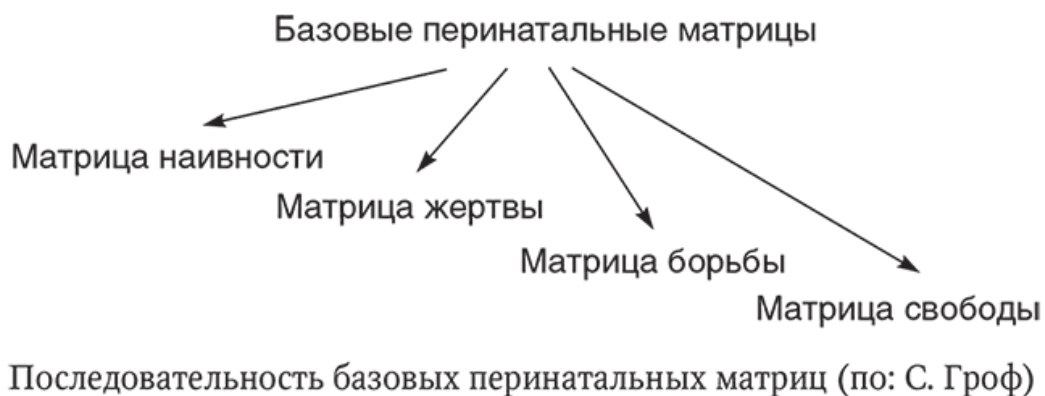 Базовые перинатальные матрицы
Матрица наивности
Матрица жертвы
Матрица борьбы
Матрица свободы
Последовательность базовых перинатальных матриц (по: С. Гроф)